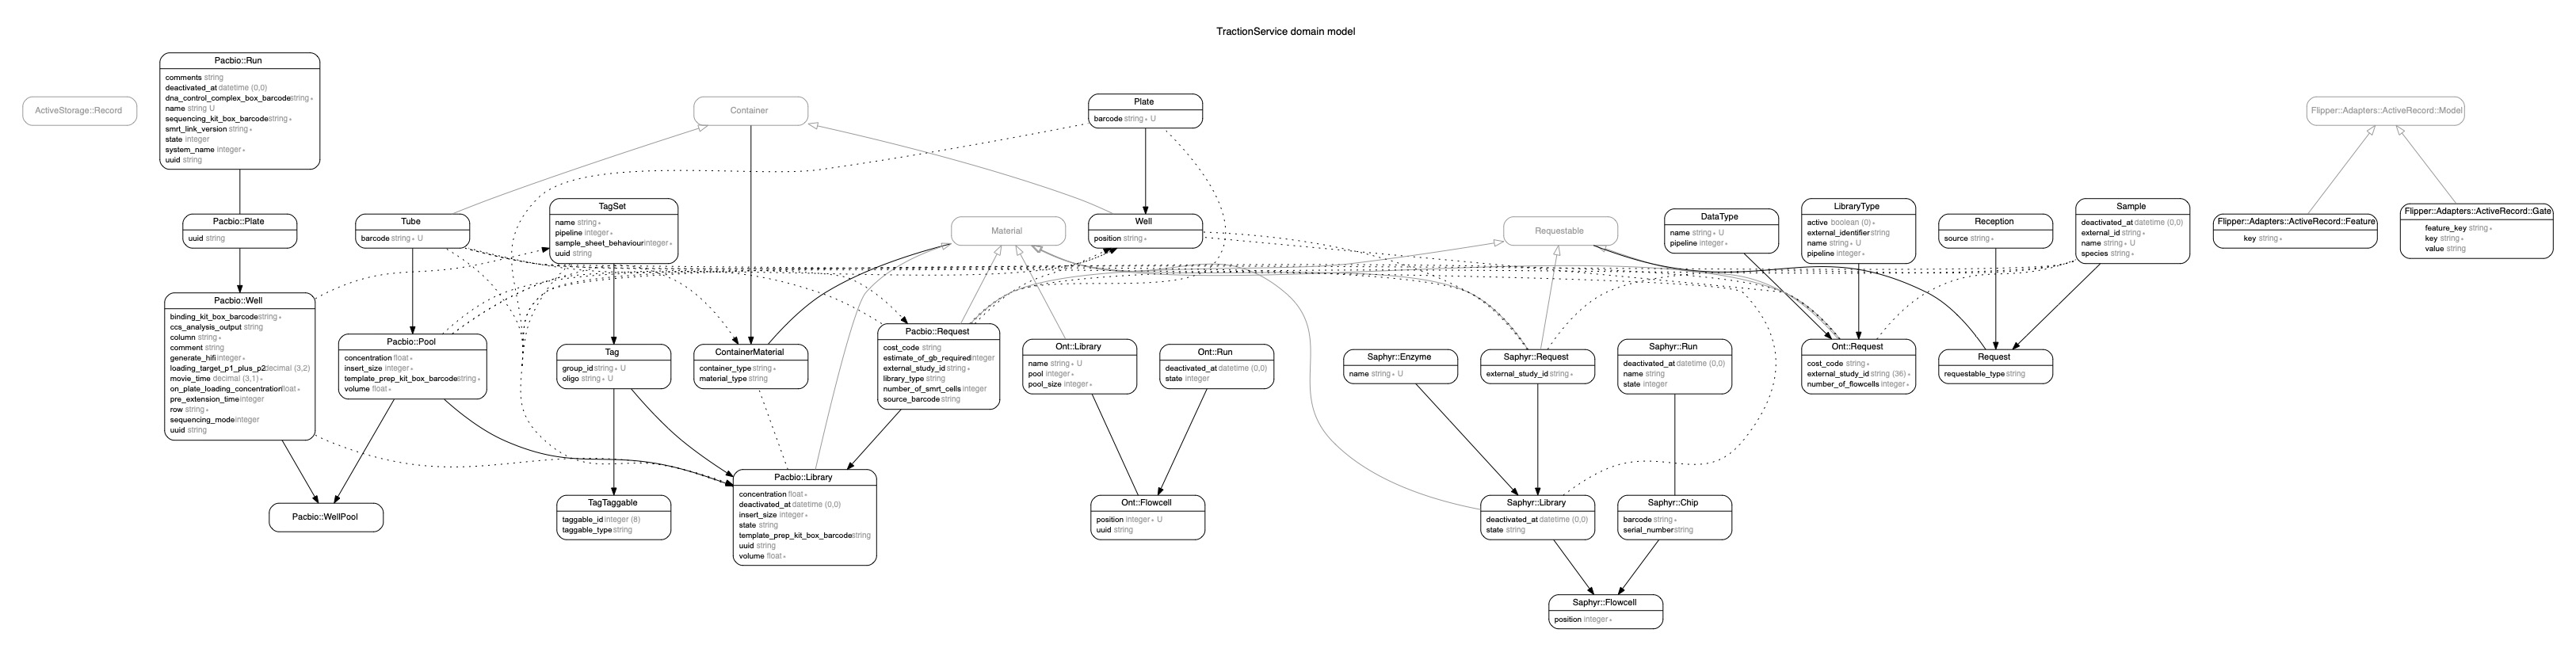 TractionService domain model
ActiveStorage::Record
Pacbio::Run
comments string
deactivated_at datetime (0,0)
dna_control_complex_box_barcode string ∗
name string U
sequencing_kit_box_barcode string ∗
smrt_link_version string ∗
state integer
system_name integer ∗
uuid string
Container
Plate
barcode string ∗ U
Flipper::Adapters::ActiveRecord::Model
Pacbio::Plate
uuid string
Tube
barcode string ∗ U
TagSet
name string ∗
pipeline integer ∗
sample_sheet_behaviour integer ∗
uuid string
Material
Well
position string ∗
Requestable
DataType
name string ∗ U
pipeline integer ∗
LibraryType
active boolean (0) ∗
external_identifier string
name string ∗ U
pipeline integer ∗
Reception
source string ∗
Sample
deactivated_at datetime (0,0)
external_id string ∗
name string ∗ U
species string ∗
Flipper::Adapters::ActiveRecord::Feature
key string ∗
Flipper::Adapters::ActiveRecord::Gate
feature_key string ∗
key string ∗
value string
Pacbio::Well
binding_kit_box_barcode string ∗
ccs_analysis_output string
column string ∗
comment string
generate_hifi integer ∗
loading_target_p1_plus_p2 decimal (3,2)
movie_time decimal (3,1) ∗
on_plate_loading_concentration float ∗
pre_extension_time integer
row string ∗
sequencing_mode integer
uuid string
Pacbio::Pool
concentration float ∗
insert_size integer ∗
template_prep_kit_box_barcode string ∗
volume float ∗
Tag
group_id string ∗ U
oligo string ∗ U
ContainerMaterial
container_type string ∗
material_type string
Pacbio::Request
cost_code string
estimate_of_gb_required integer
external_study_id string ∗
library_type string
number_of_smrt_cells integer
source_barcode string
Ont::Library
name string ∗ U
pool integer ∗
pool_size integer ∗
Ont::Run
deactivated_at datetime (0,0)
state integer
Saphyr::Enzyme
name string ∗ U
Saphyr::Request
external_study_id string ∗
Saphyr::Run
deactivated_at datetime (0,0)
name string
state integer
Ont::Request
cost_code string ∗
external_study_id string (36) ∗
number_of_flowcells integer ∗
Request
requestable_type string
Pacbio::WellPool
TagTaggable
taggable_id integer (8)
taggable_type string
Pacbio::Library
concentration float ∗
deactivated_at datetime (0,0)
insert_size integer ∗
state string
template_prep_kit_box_barcode string
uuid string
volume float ∗
Ont::Flowcell
position integer ∗ U
uuid string
Saphyr::Library
deactivated_at datetime (0,0)
state string
Saphyr::Chip
barcode string ∗
serial_number string
Saphyr::Flowcell
position integer ∗